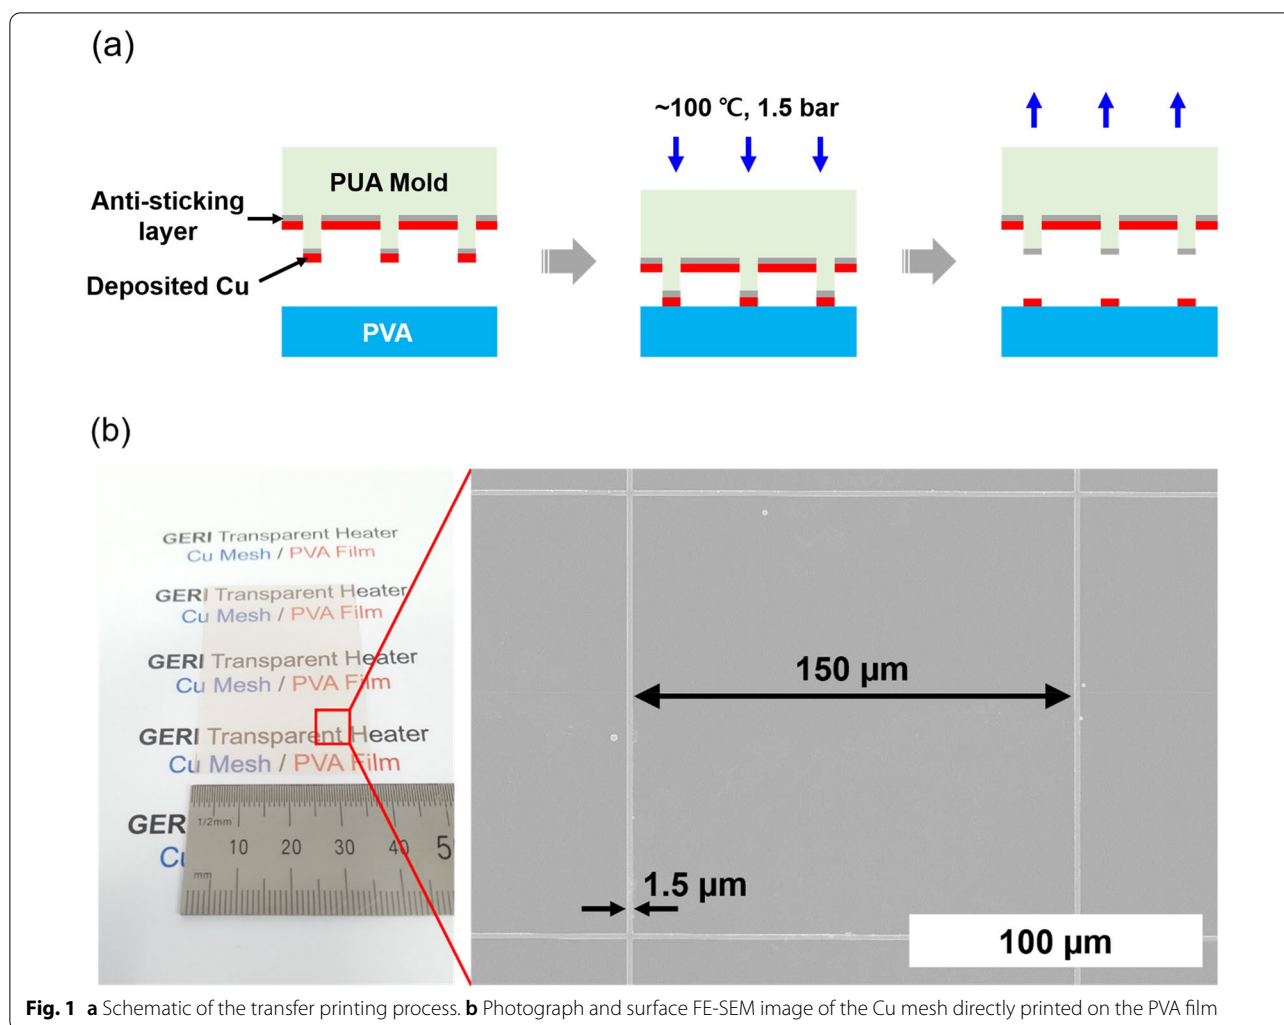 (a)
~100 ℃, 1.5 bar
PUA Mold
Anti-sticking
layer
Deposited Cu
PVA
(b)
GERI Transparent Heater
Cu Mesh / PVA Film
GERI Transparent Heater
Cu Mesh / PVA Film
GERI Transparent Heater
Cu Mesh / PVA Film
GERI Transparent Heater
Cu Mesh / PVA Film
GERI
Cu
1/2mm
10 20 30 40 5
mm
150 µm
1.5 µm
100 µm
Fig. 1 a Schematic of the transfer printing process. b Photograph and surface FE-SEM image of the Cu mesh directly printed on the PVA film